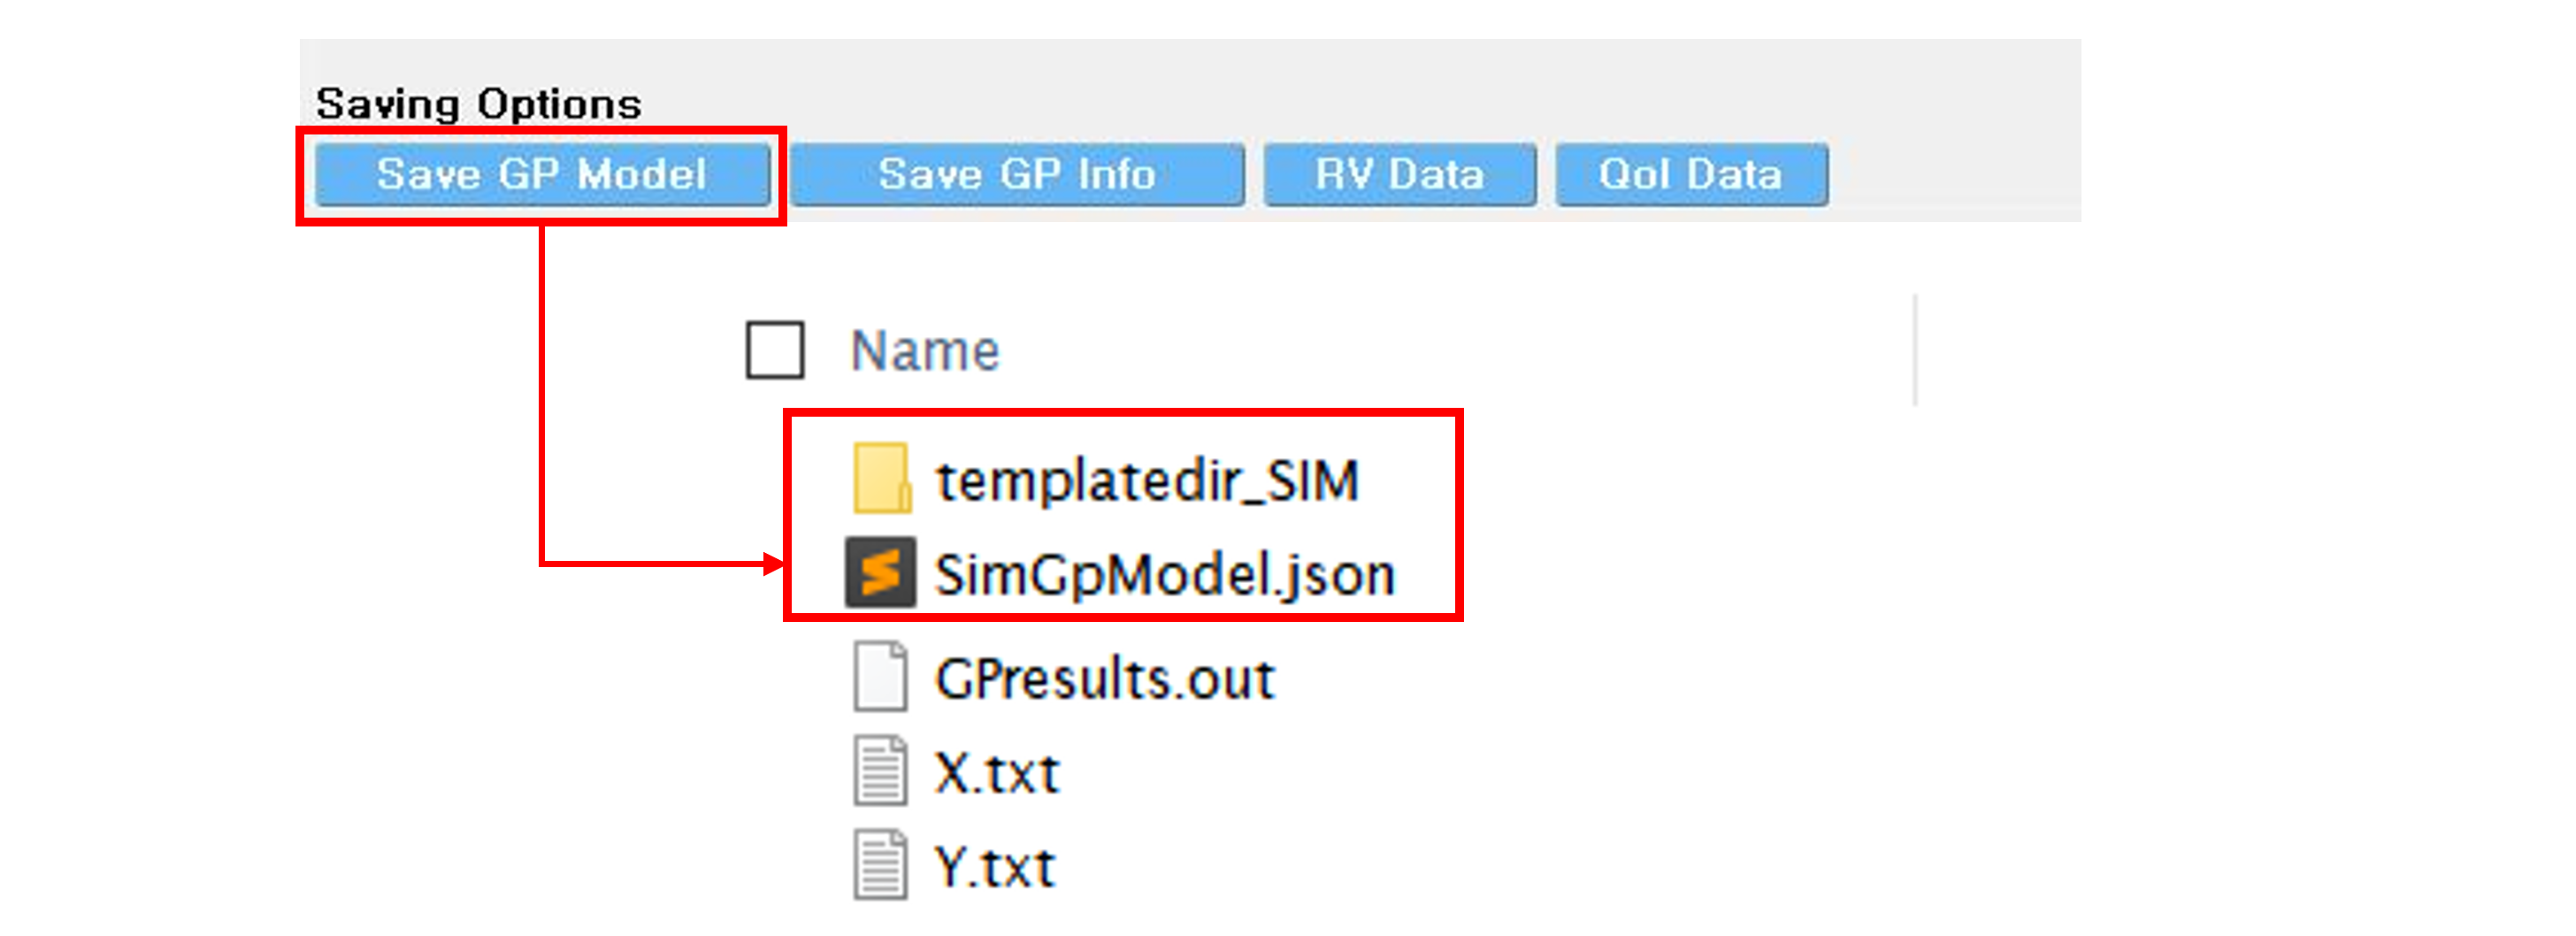 Saving Options
Save GP Model Save GP Info RV Data QoI Data
Name
templatedir_SIM
SimGpModel.json
GPresults.out
X.txt
Y.txt